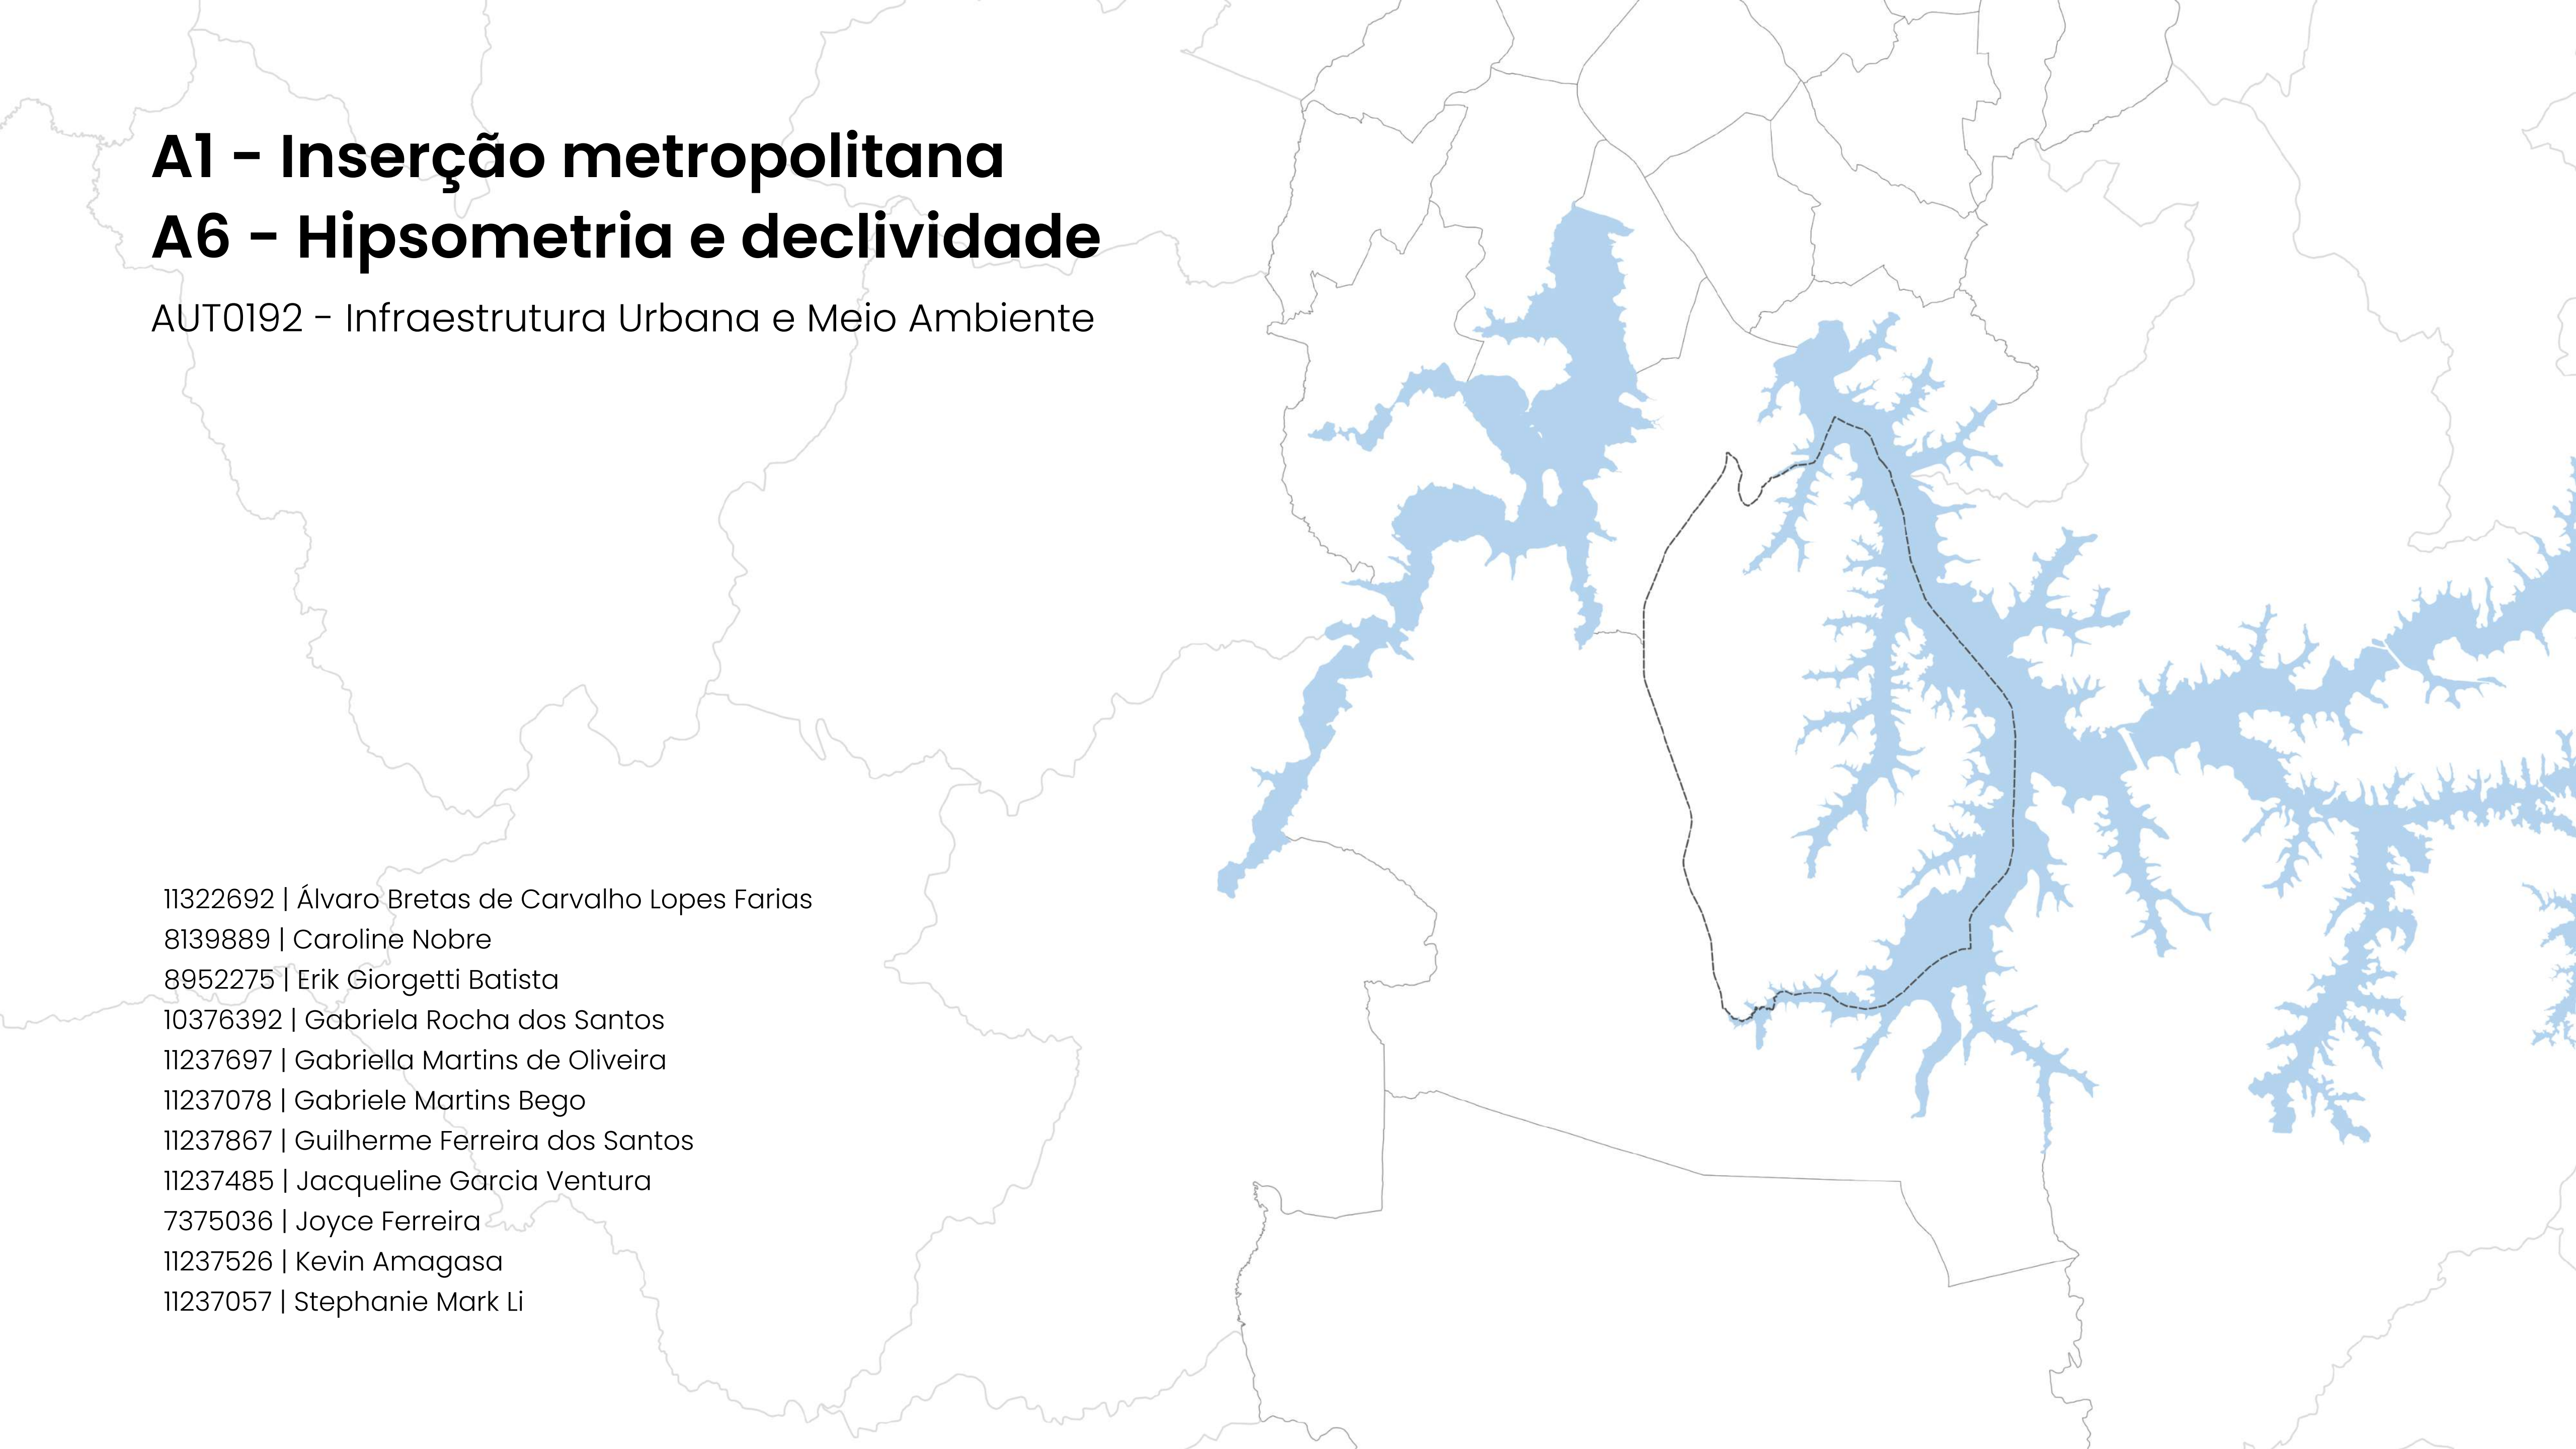 A1 - Inserção metropolitana
A6 - Hipsometria e declividade
AUT0192 - Infraestrutura Urbana e Meio Ambiente
11322692 | Álvaro Bretas de Carvalho Lopes Farias
8139889 | Caroline Nobre
8952275 | Erik Giorgetti Batista
10376392 | Gabriela Rocha dos Santos
11237697 | Gabriella Martins de Oliveira
11237078 | Gabriele Martins Bego
11237867 | Guilherme Ferreira dos Santos
11237485 | Jacqueline Garcia Ventura
7375036 | Joyce Ferreira
11237526 | Kevin Amagasa
11237057 | Stephanie Mark Li